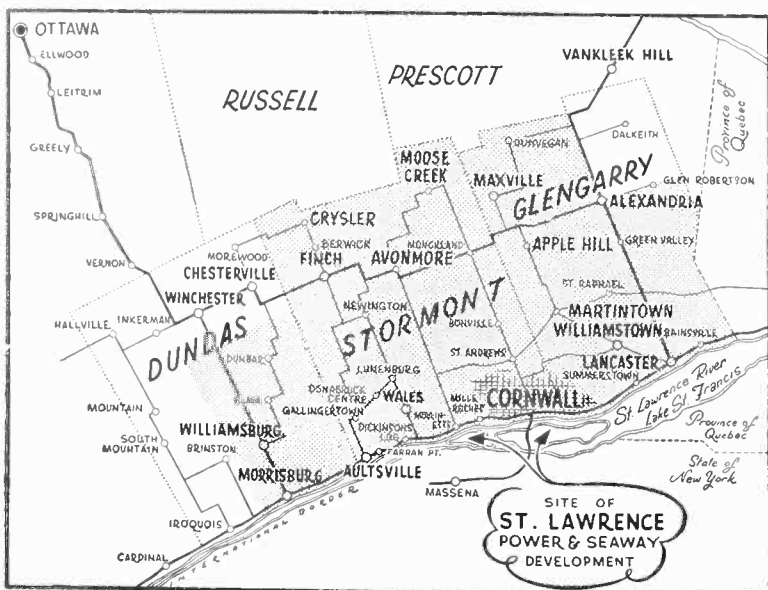 OTTAWA
ELLWOOD
LEITRIM
GREELY
SPRINGHILL
VERNON
RUSSELL
PRESCOTT
VANKLEEK HILL
Province of
Quebec
DUNVEGAN
DALKEITH
MOOSE
CREEK
MAXVILLE
GLENGARRY
GLEN ROBERTSON
ALEXANDRIA
CRYSLER
MOREWOOD
BERWICK
MONCKLAND
APPLE HILL
GREEN VALLEY
CHESTERVILLE
FINCH
AVONMORE
WINCHESTER
ST. RAPHAEL
HALLVILLE
INKERMAN
NEWINGTON
STORMONT
BONVILLE
MARTINTOWN
WILLIAMSTOWN
BAINSVILLE
DUNDAS
DUNBAR
LUNENBURG
ST. ANDREWS
LANCASTER
SUMMERSTOWN
OSNABRUCK
CENTRE
WALES
MILLE
ROCHES
CORNWALL
St. Lawrence River
Lake St. Francis
MOUNTAIN
GALLINGERTOWN
DICKINSONS
LDG
SOUTH
MOUNTAIN
WILLIAMSBURG
BRINSTON
FARRAN PT.
Province of
Quebec
MORRISBURG
AULTSVILLE
State of
New York
MASSENA
IROQUOIS
CARDINAL
INTERNATIONAL BORDER
SITE OF
ST. LAWRENCE
POWER & SEAWAY
DEVELOPMENT